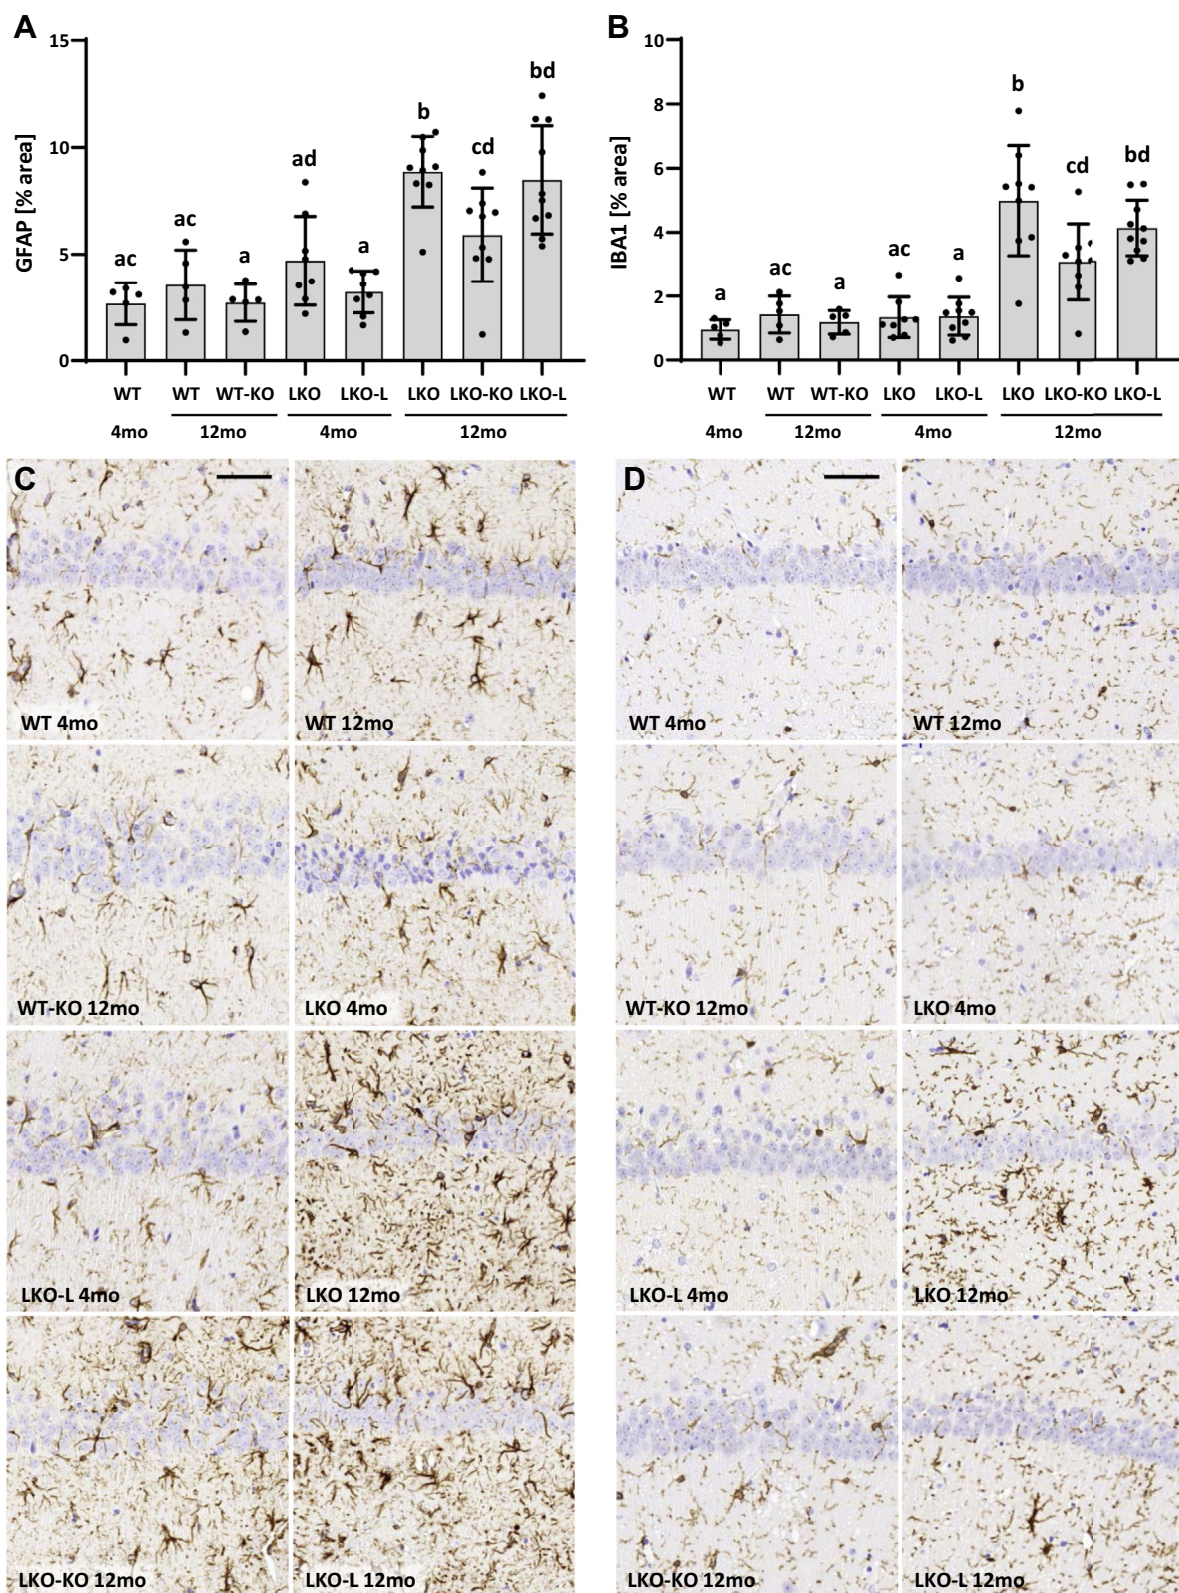 A
15
10
5
0
GFAP [% area]
ac
ac
a
ad
a
b
cd
bd
WT WT WT-KO LKO LKO-L LKO LKO-KO LKO-L
4mo 12mo 4mo 12mo
B
10
8
6
4
2
0
IBA1 [% area]
a
ac
a
ac
a
b
cd
bd
WT WT WT-KO LKO LKO-L LKO LKO-KO LKO-L
4mo 12mo 4mo 12mo
C
WT 4mo
WT 12mo
WT-KO 12mo
LKO 4mo
LKO-L 4mo
LKO 12mo
LKO-KO 12mo
LKO-L 12mo
D
WT 4mo
WT 12mo
WT-KO 12mo
LKO 4mo
LKO-L 4mo
LKO 12mo
LKO-KO 12mo
LKO-L 12mo